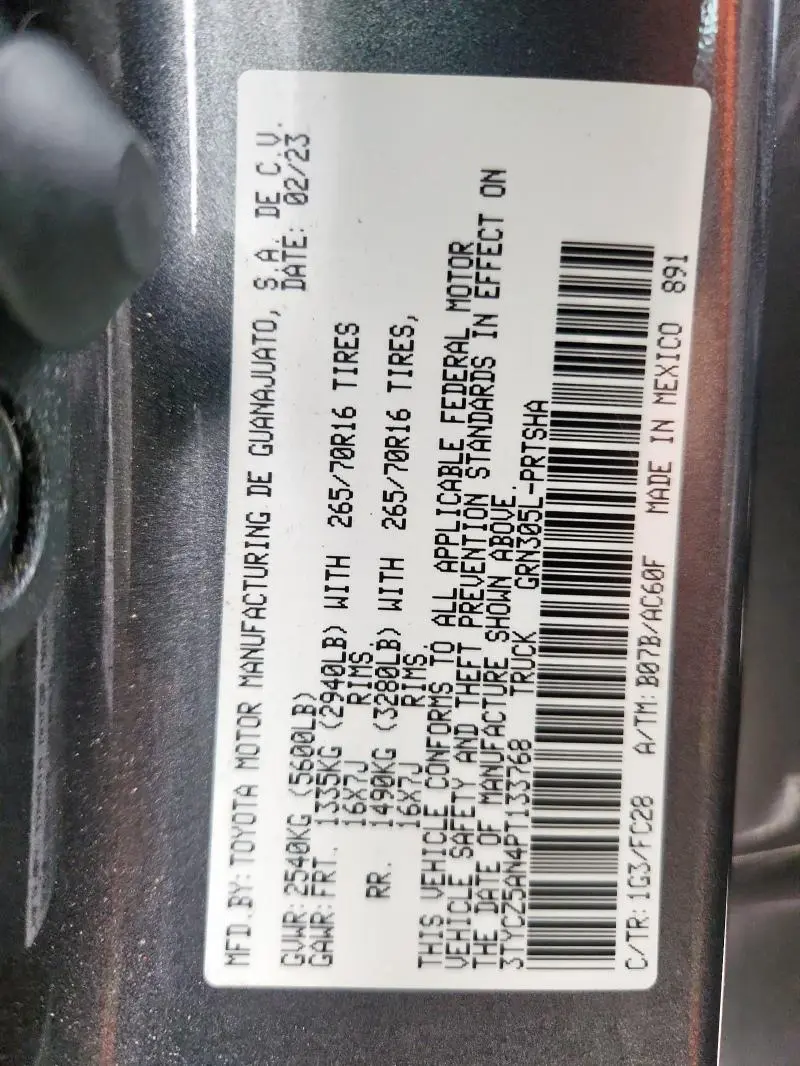 MFD.BY: TOYOTA MOTOR MANUFACTURING DE GUANAJUATO, S.A. DE C.V.
DATE: 02/23
GVWR: 2540KG (5600LB)
GAWR: FRT. 1335KG (2940LB) WITH 265/70R16 TIRES
16X7J RIMS,
RR. 1490KG (3280LB) WITH 265/70R16 TIRES,
16X7J RIMS.
THIS VEHICLE CONFORMS TO ALL APPLICABLE FEDERAL MOTOR
VEHICLE SAFETY AND THEFT PREVENTION STANDARDS IN EFFECT ON
THE DATE OF MANUFACTURE SHOWN ABOVE.
3TYCZ5AN4PT133768 TRUCK GRN305L-PRTSHA
C/TR: 1G3/FC28 A/TM: B07B/AC60F MADE IN MEXICO 891